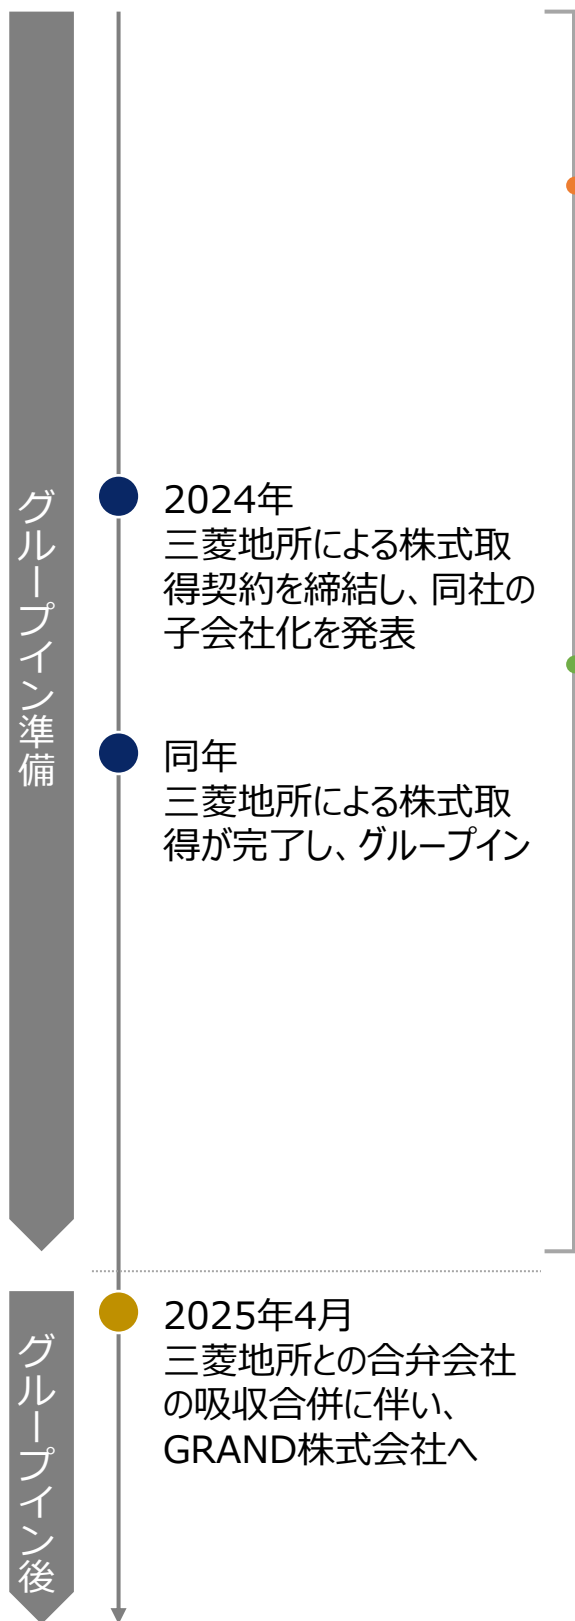 グループイン準備
2024年
三菱地所による株式取
得契約を締結し、同社の
子会社化を発表
同年
三菱地所による株式取
得が完了し、グループイン
グループイン後
2025年4月
三菱地所との合弁会社
の吸収合併に伴い、
GRAND株式会社へ